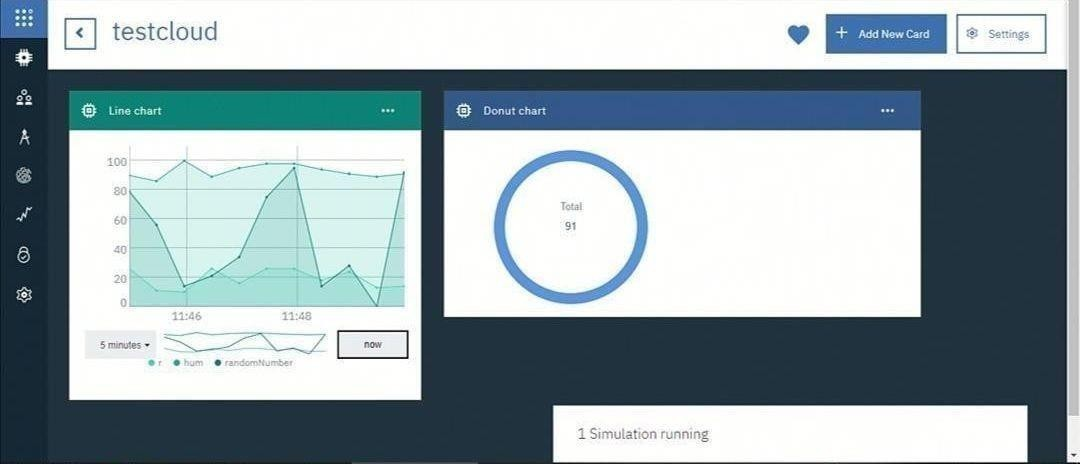 testcloud
Add New Card
Settings
Line chart
Donut chart
100
80
60
40
20
0
11:46
11:48
5 minutes
now
r
hum
randomNumber
Total
91
1 Simulation running